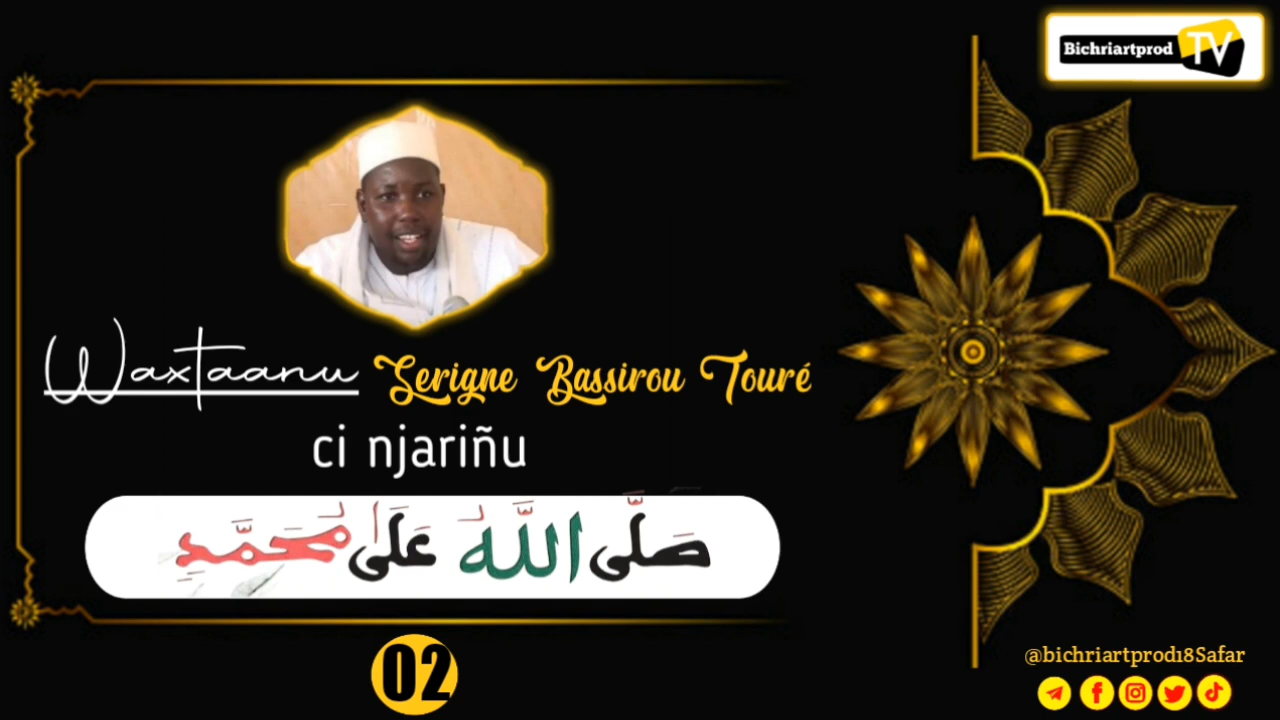 Bichriartprod TV
Waxtaanu Serigne Bassirou Touré
ci njariñu
صَلَّى اللَّهُ عَلَى مُحَمَّدٍ
02
@bichriartprod18Safar